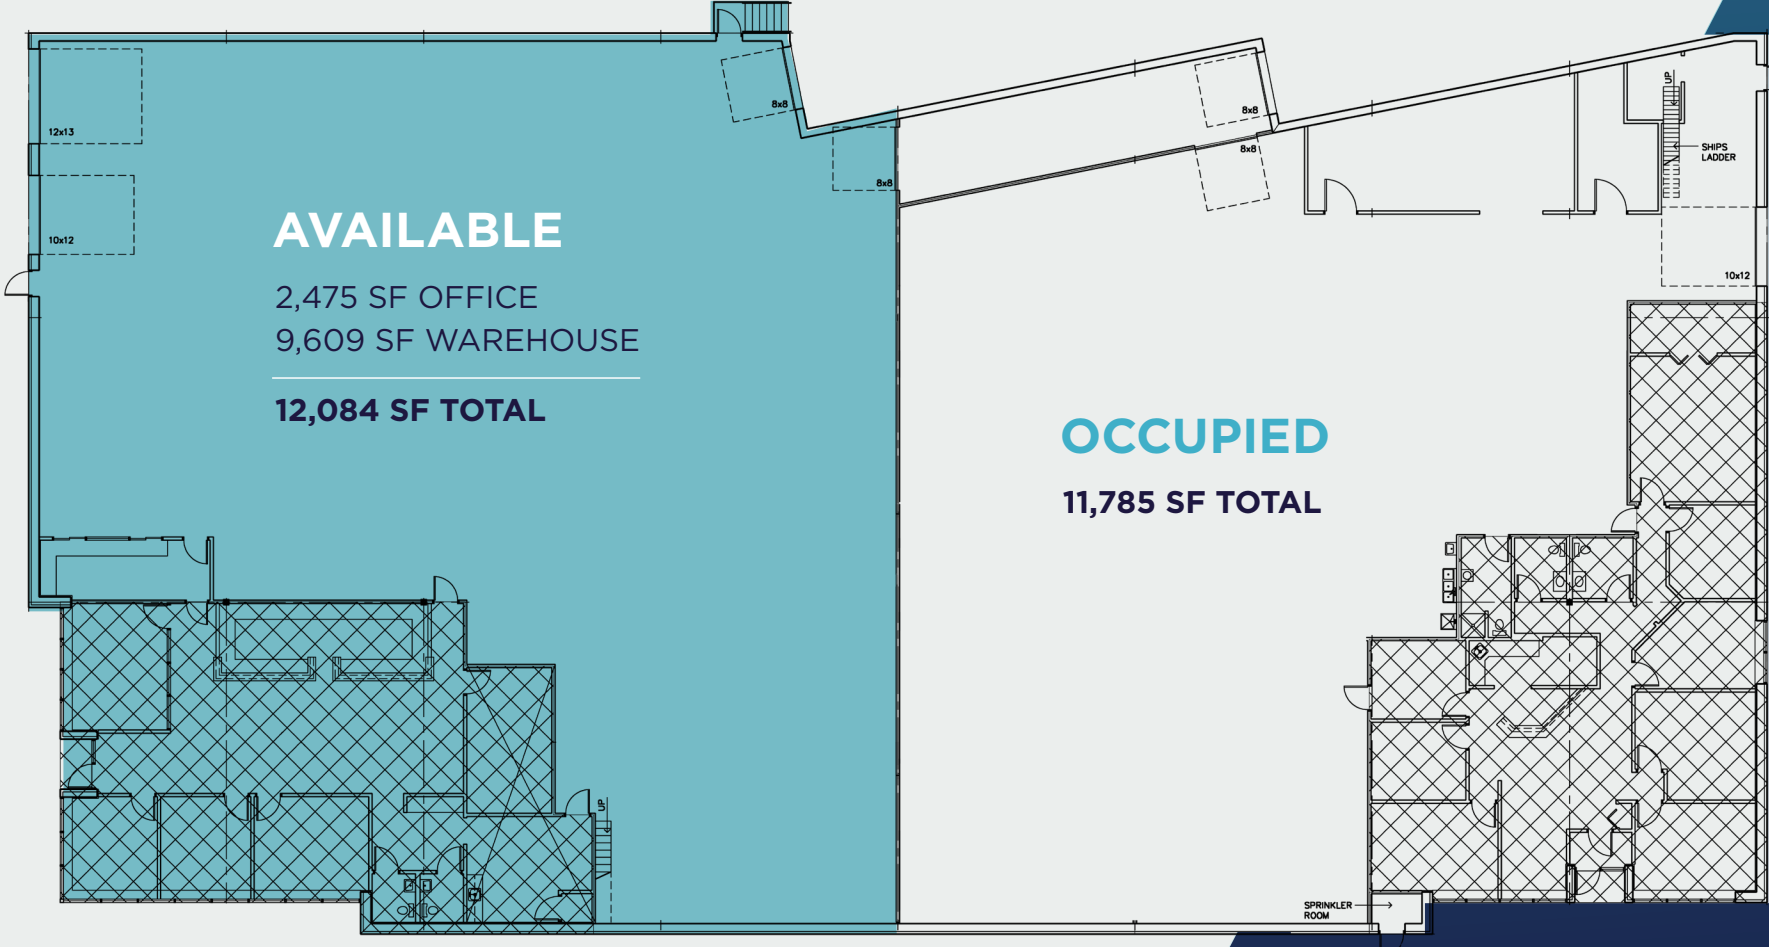 8x8
8x8
12x13
8x8
UP
SHIPS
LADDER
8x8
10x12
AVAILABLE
2,475 SF OFFICE
9,609 SF WAREHOUSE
12,084 SF TOTAL
10x12
OCCUPIED
11,785 SF TOTAL
UP
SPRINKLER
ROOM